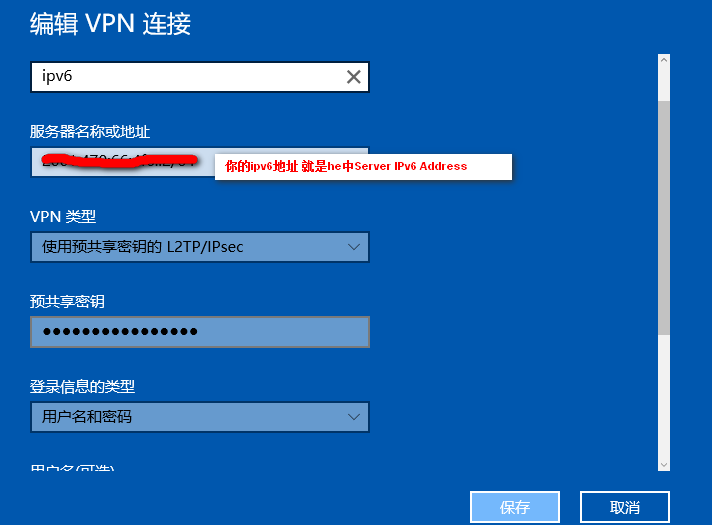 编辑 VPN 连接
ipv6
服务器名称或地址
你的ipv6地址 就是he中Server IPv6 Address
VPN 类型
使用预共享密钥的 L2TP/IPsec
预共享密钥
●●●●●●●●●●●●●●●●
登录信息的类型
用户名和密码
用户名(可选)
保存
取消